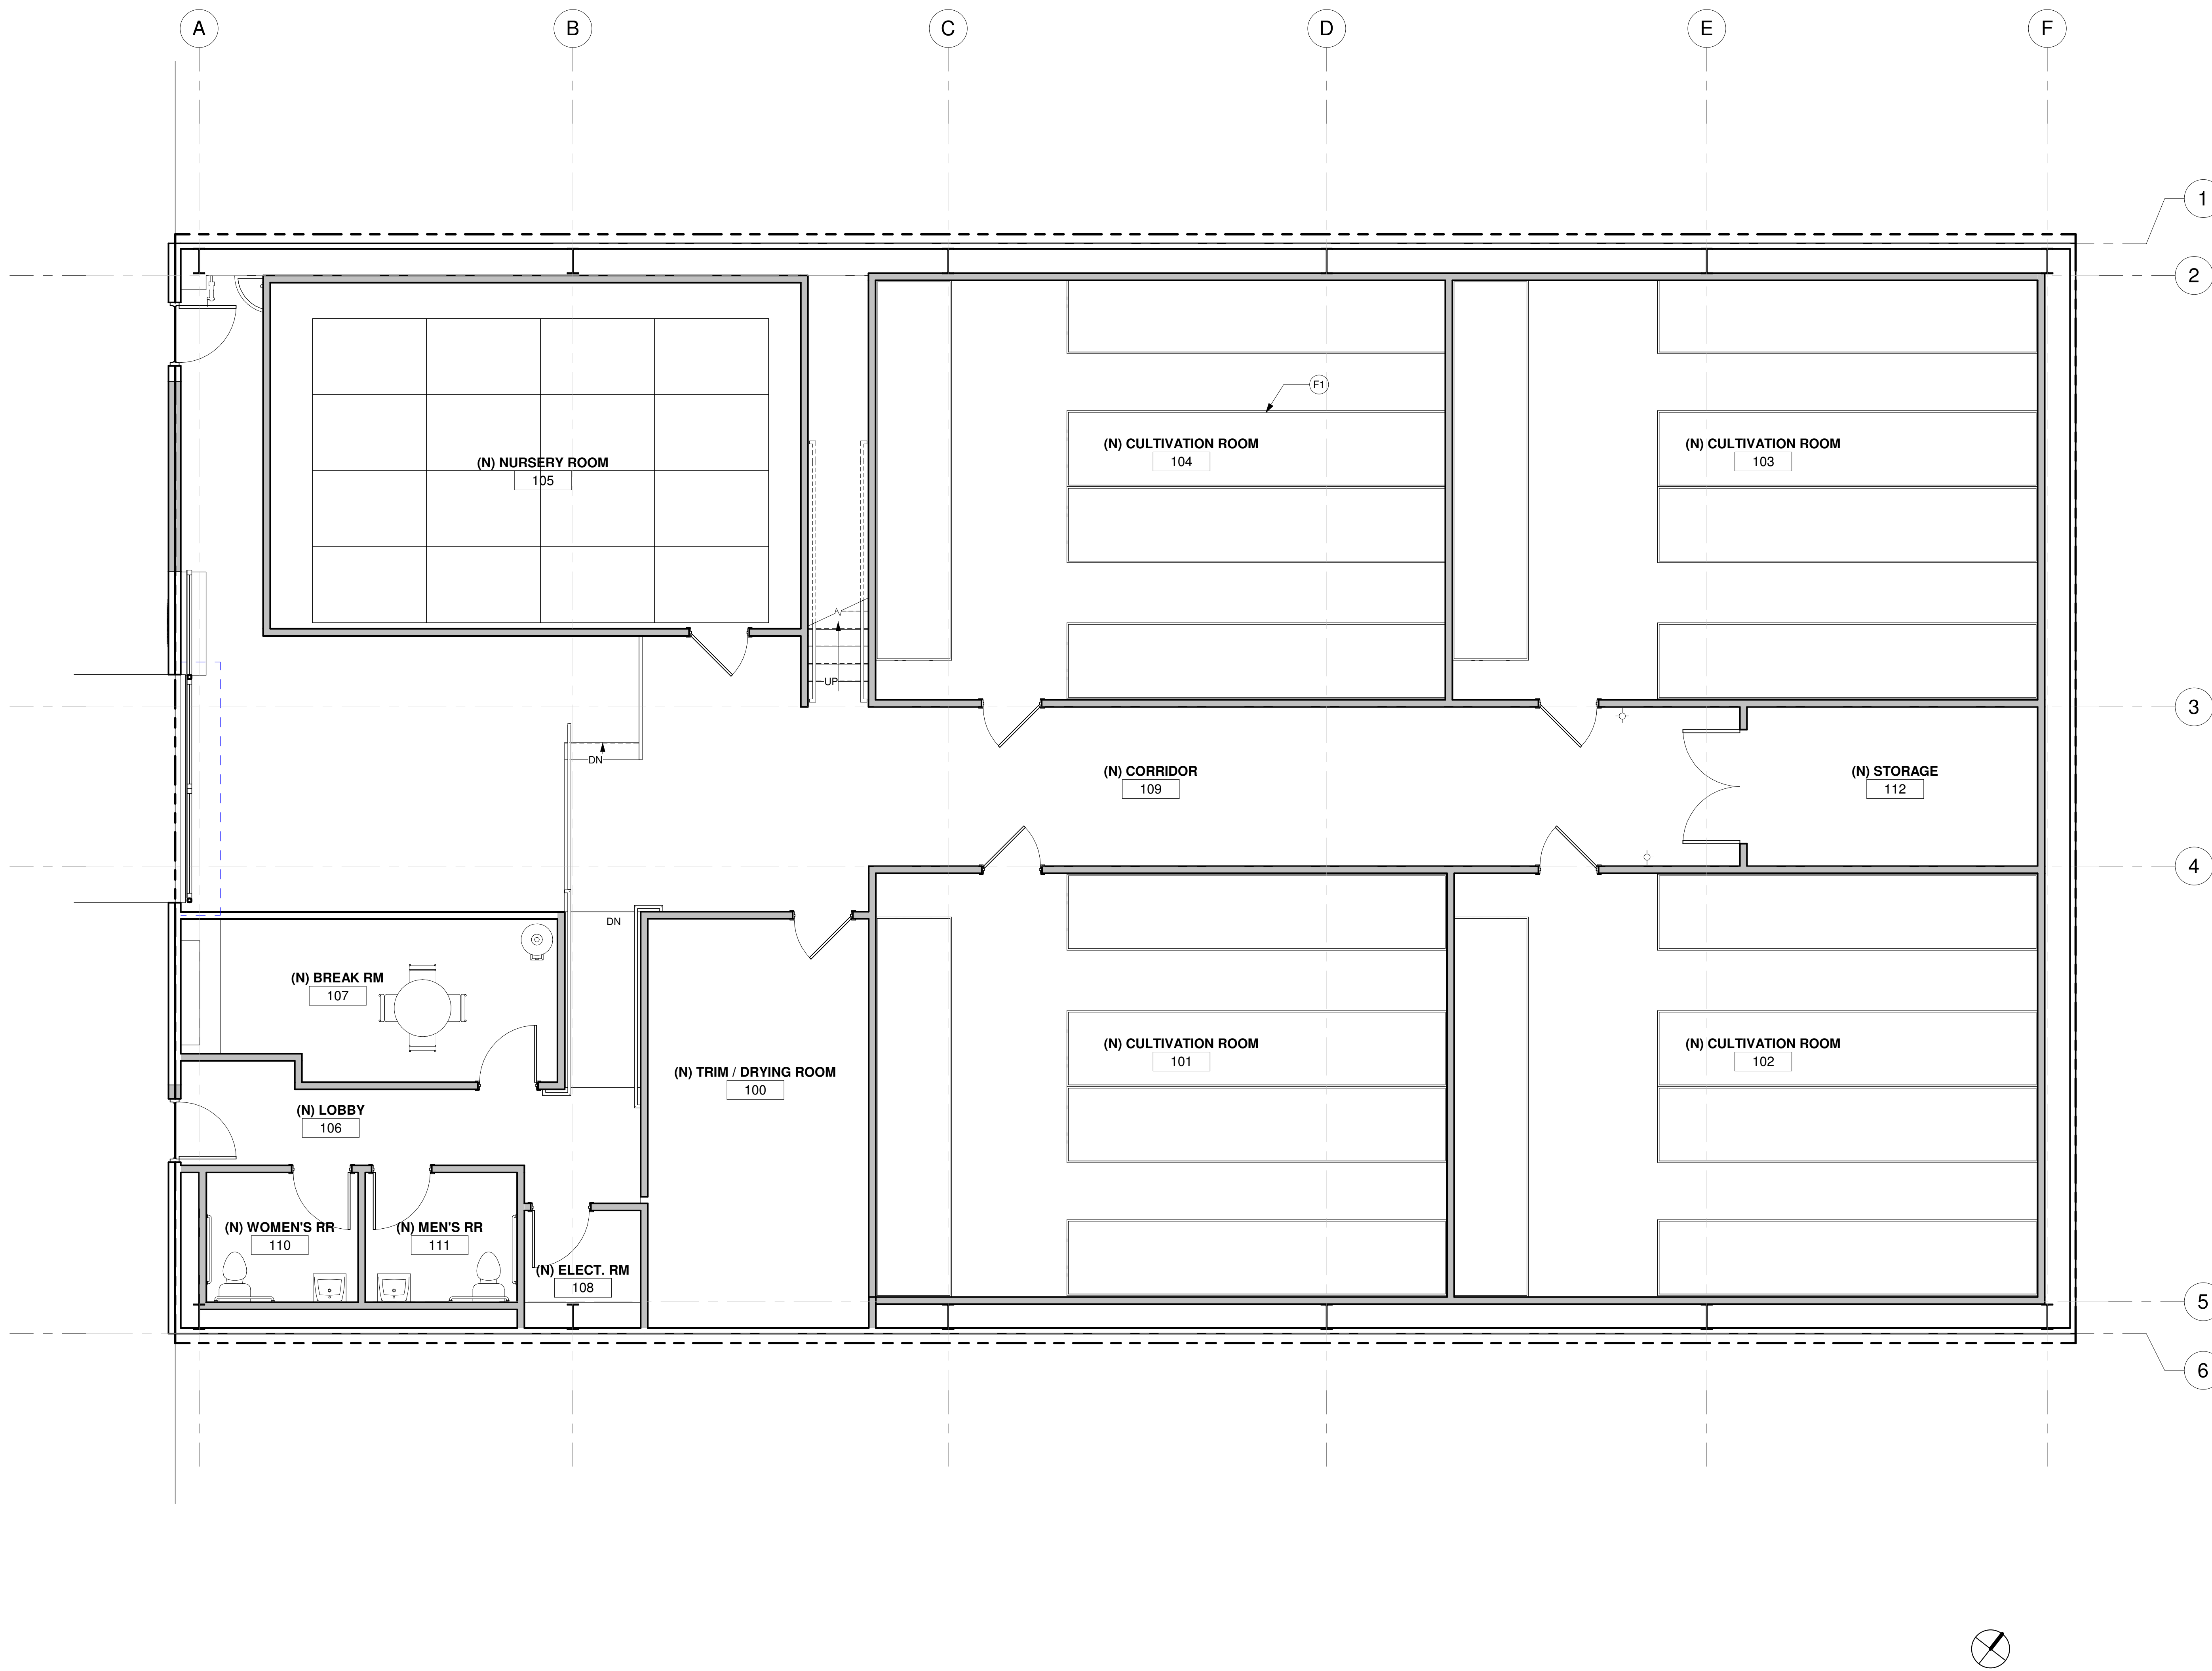 A
B
C
D
E
F
1
2
F1
(N) CULTIVATION ROOM
104
(N) CULTIVATION ROOM
103
(N) NURSERY ROOM
105
UP
3
DN
(N) CORRIDOR
109
(N) STORAGE
112
4
DN
(N) BREAK RM
107
(N) CULTIVATION ROOM
101
(N) CULTIVATION ROOM
102
(N) TRIM / DRYING ROOM
100
(N) LOBBY
106
(N) WOMEN'S RR
110
(N) MEN'S RR
111
(N) ELECT. RM
108
5
6